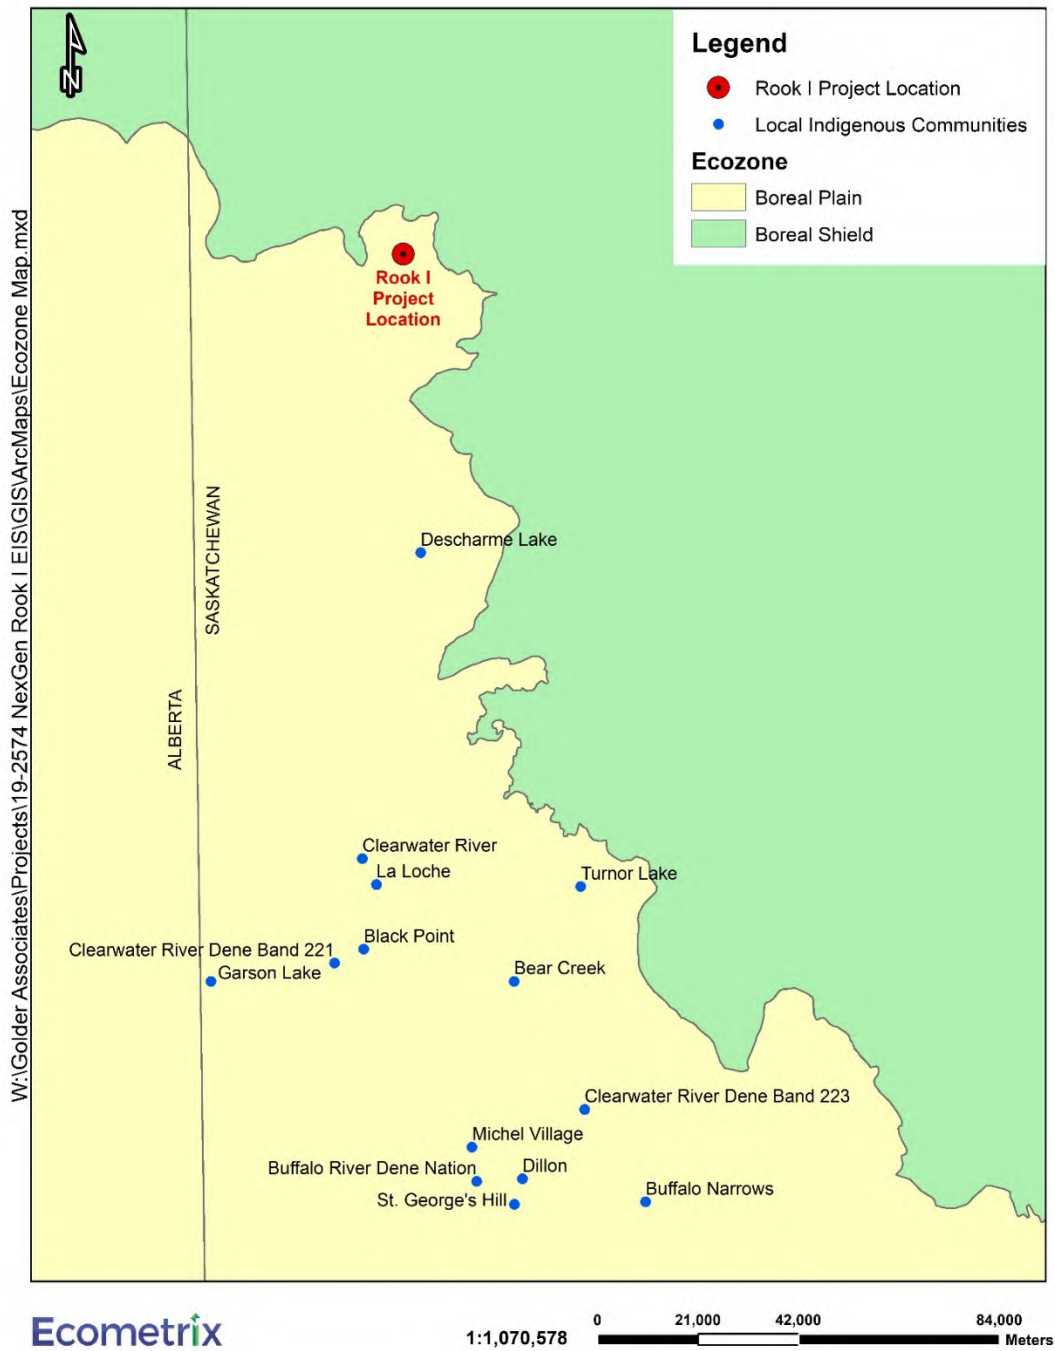 N
Legend
Rook I Project Location
Local Indigenous Communities
Ecozone
Boreal Plain
Boreal Shield
W:\Golder Associates\Projects\19-2574 NexGen Rook I EIS\GIS\ArcMaps\Ecozone Map.mxd
Rook I
Project
Location
SASKATCHEWAN
ALBERTA
Descharme Lake
Clearwater River
La Loche
Turnor Lake
Black Point
Clearwater River Dene Band 221
Garson Lake
Bear Creek
Clearwater River Dene Band 223
Michel Village
Buffalo River Dene Nation
Dillon
St. George's Hill
Buffalo Narrows
Ecometrix
1:1,070,578
0 21,000 42,000 84,000
Meters